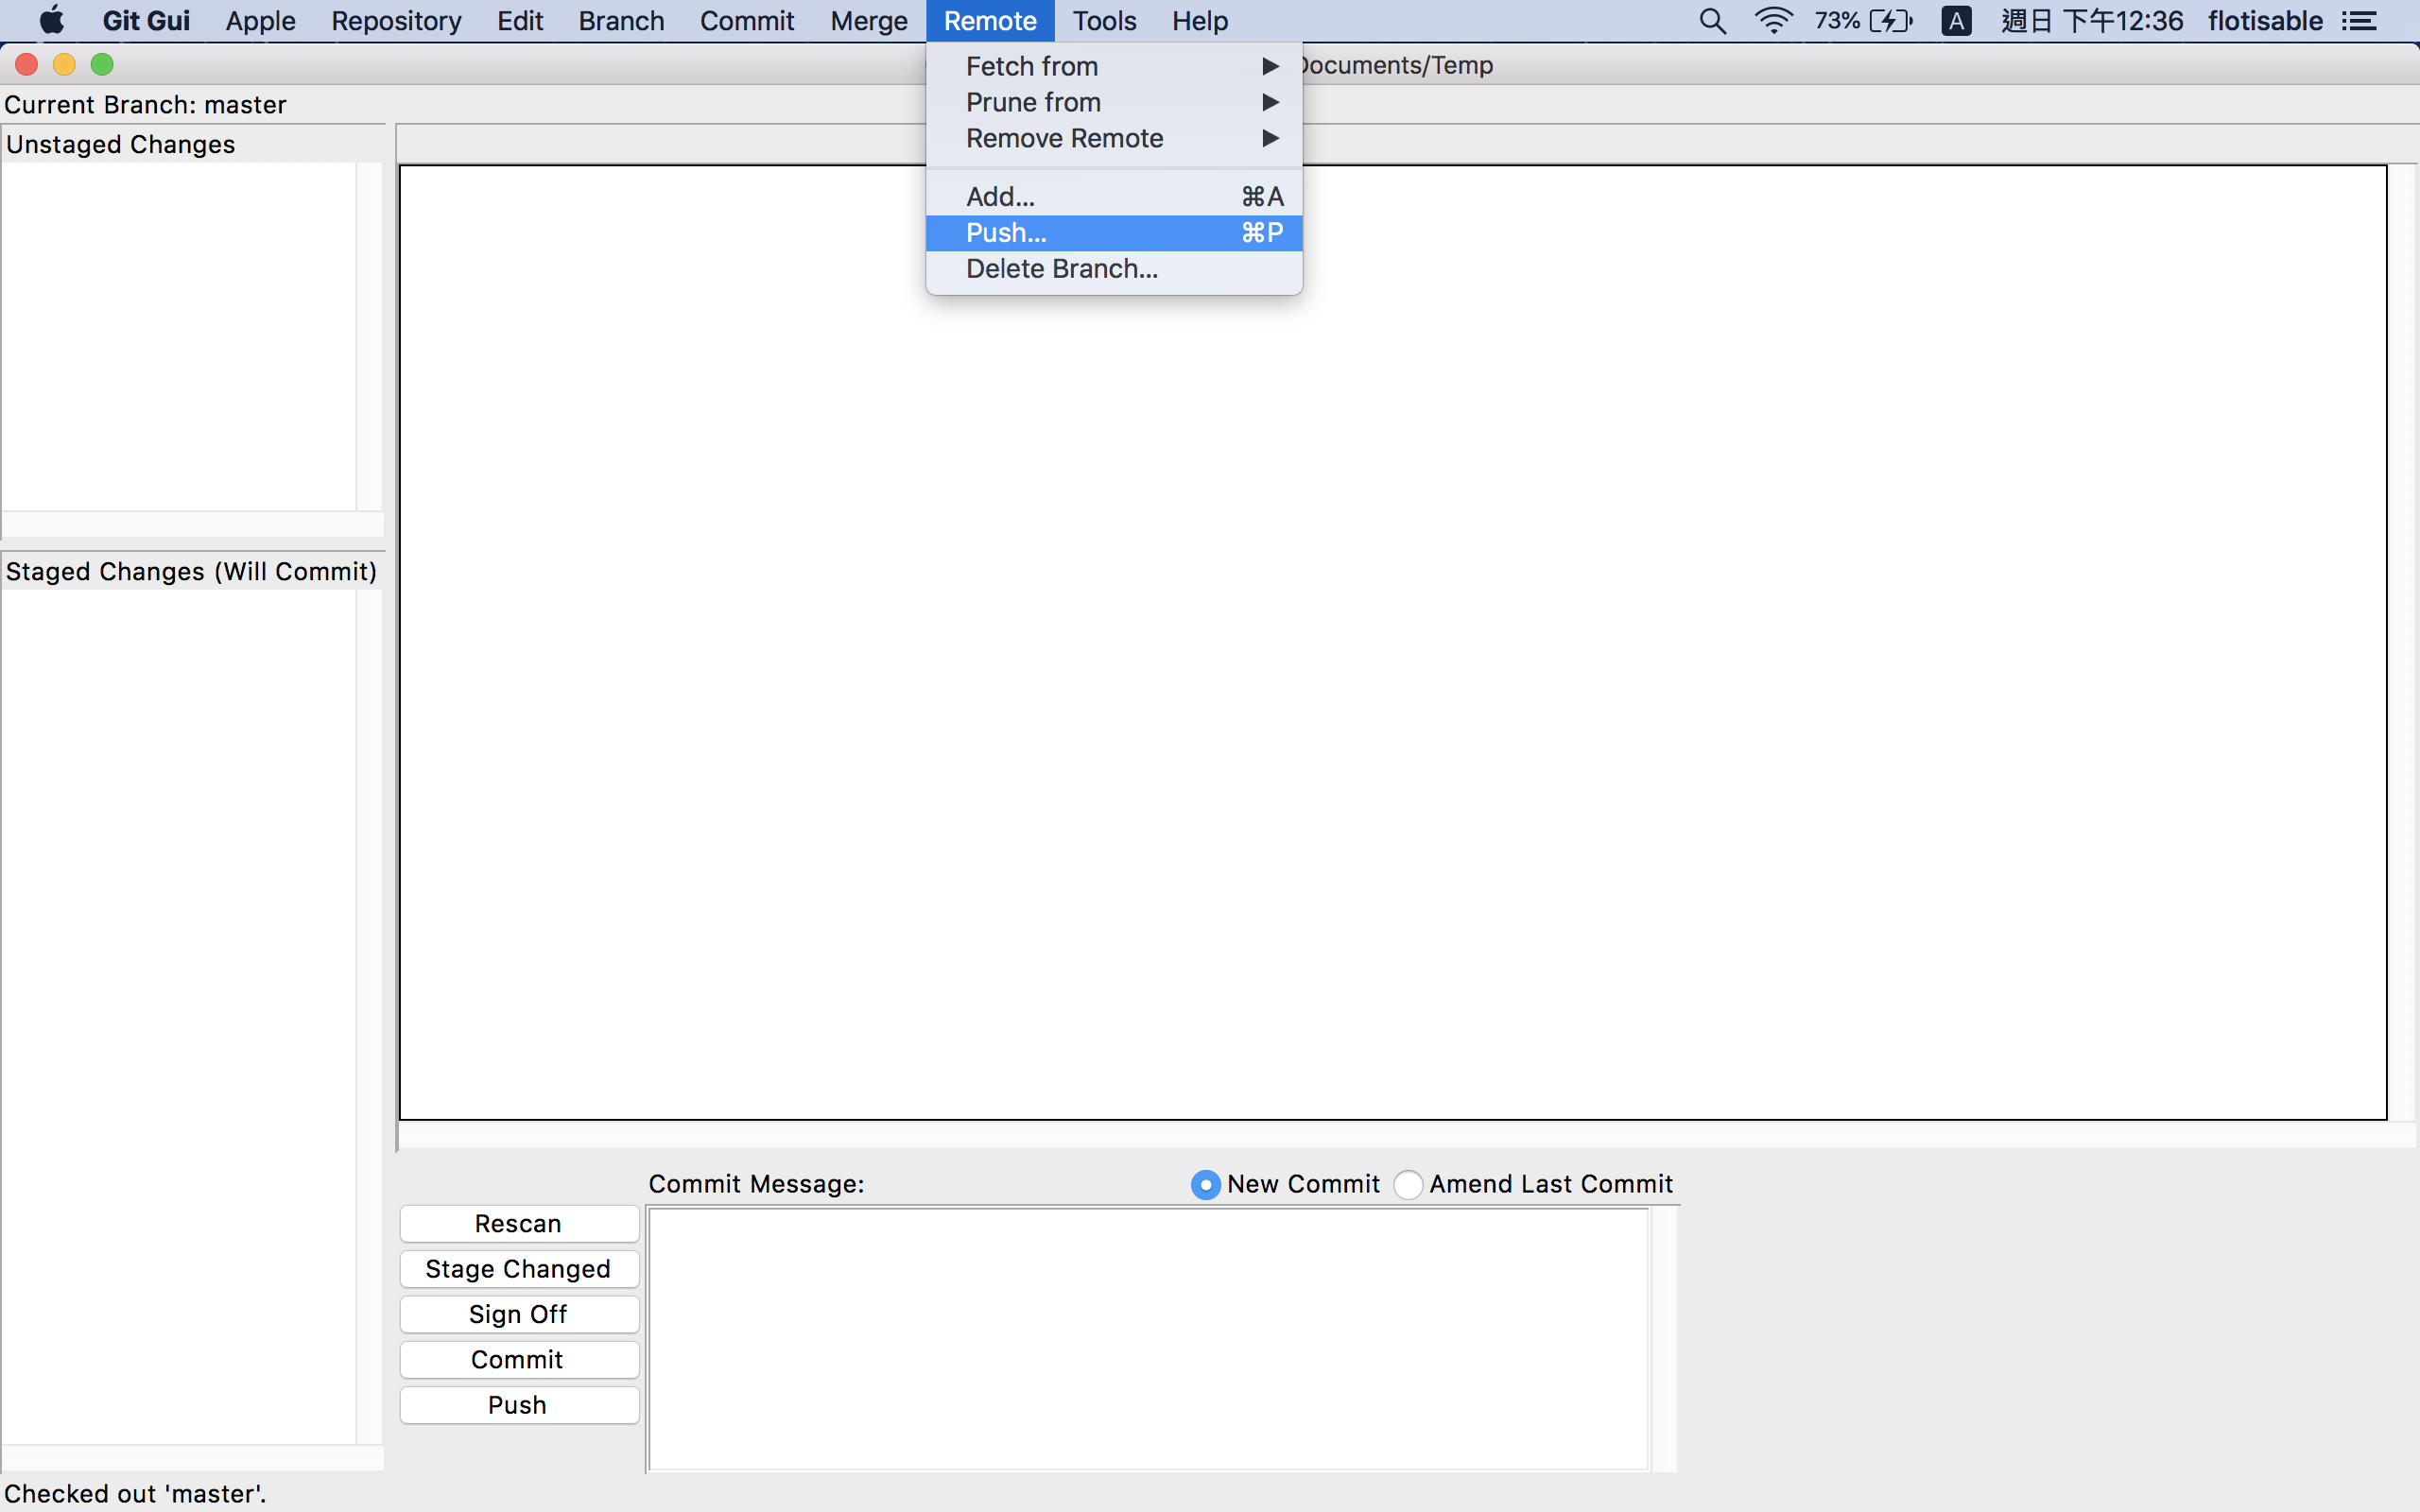 Git Gui Apple Repository Edit Branch Commit Merge Remote Tools Help 73% A 週日 下午12:36 flotisable
Documents/Temp
Fetch from
Prune from
Remove Remote
Add... ⌘A
Push... ⌘P
Delete Branch...
Current Branch: master
Unstaged Changes
Staged Changes (Will Commit)
Commit Message: New Commit Amend Last Commit
Rescan
Stage Changed
Sign Off
Commit
Push
Checked out 'master'.